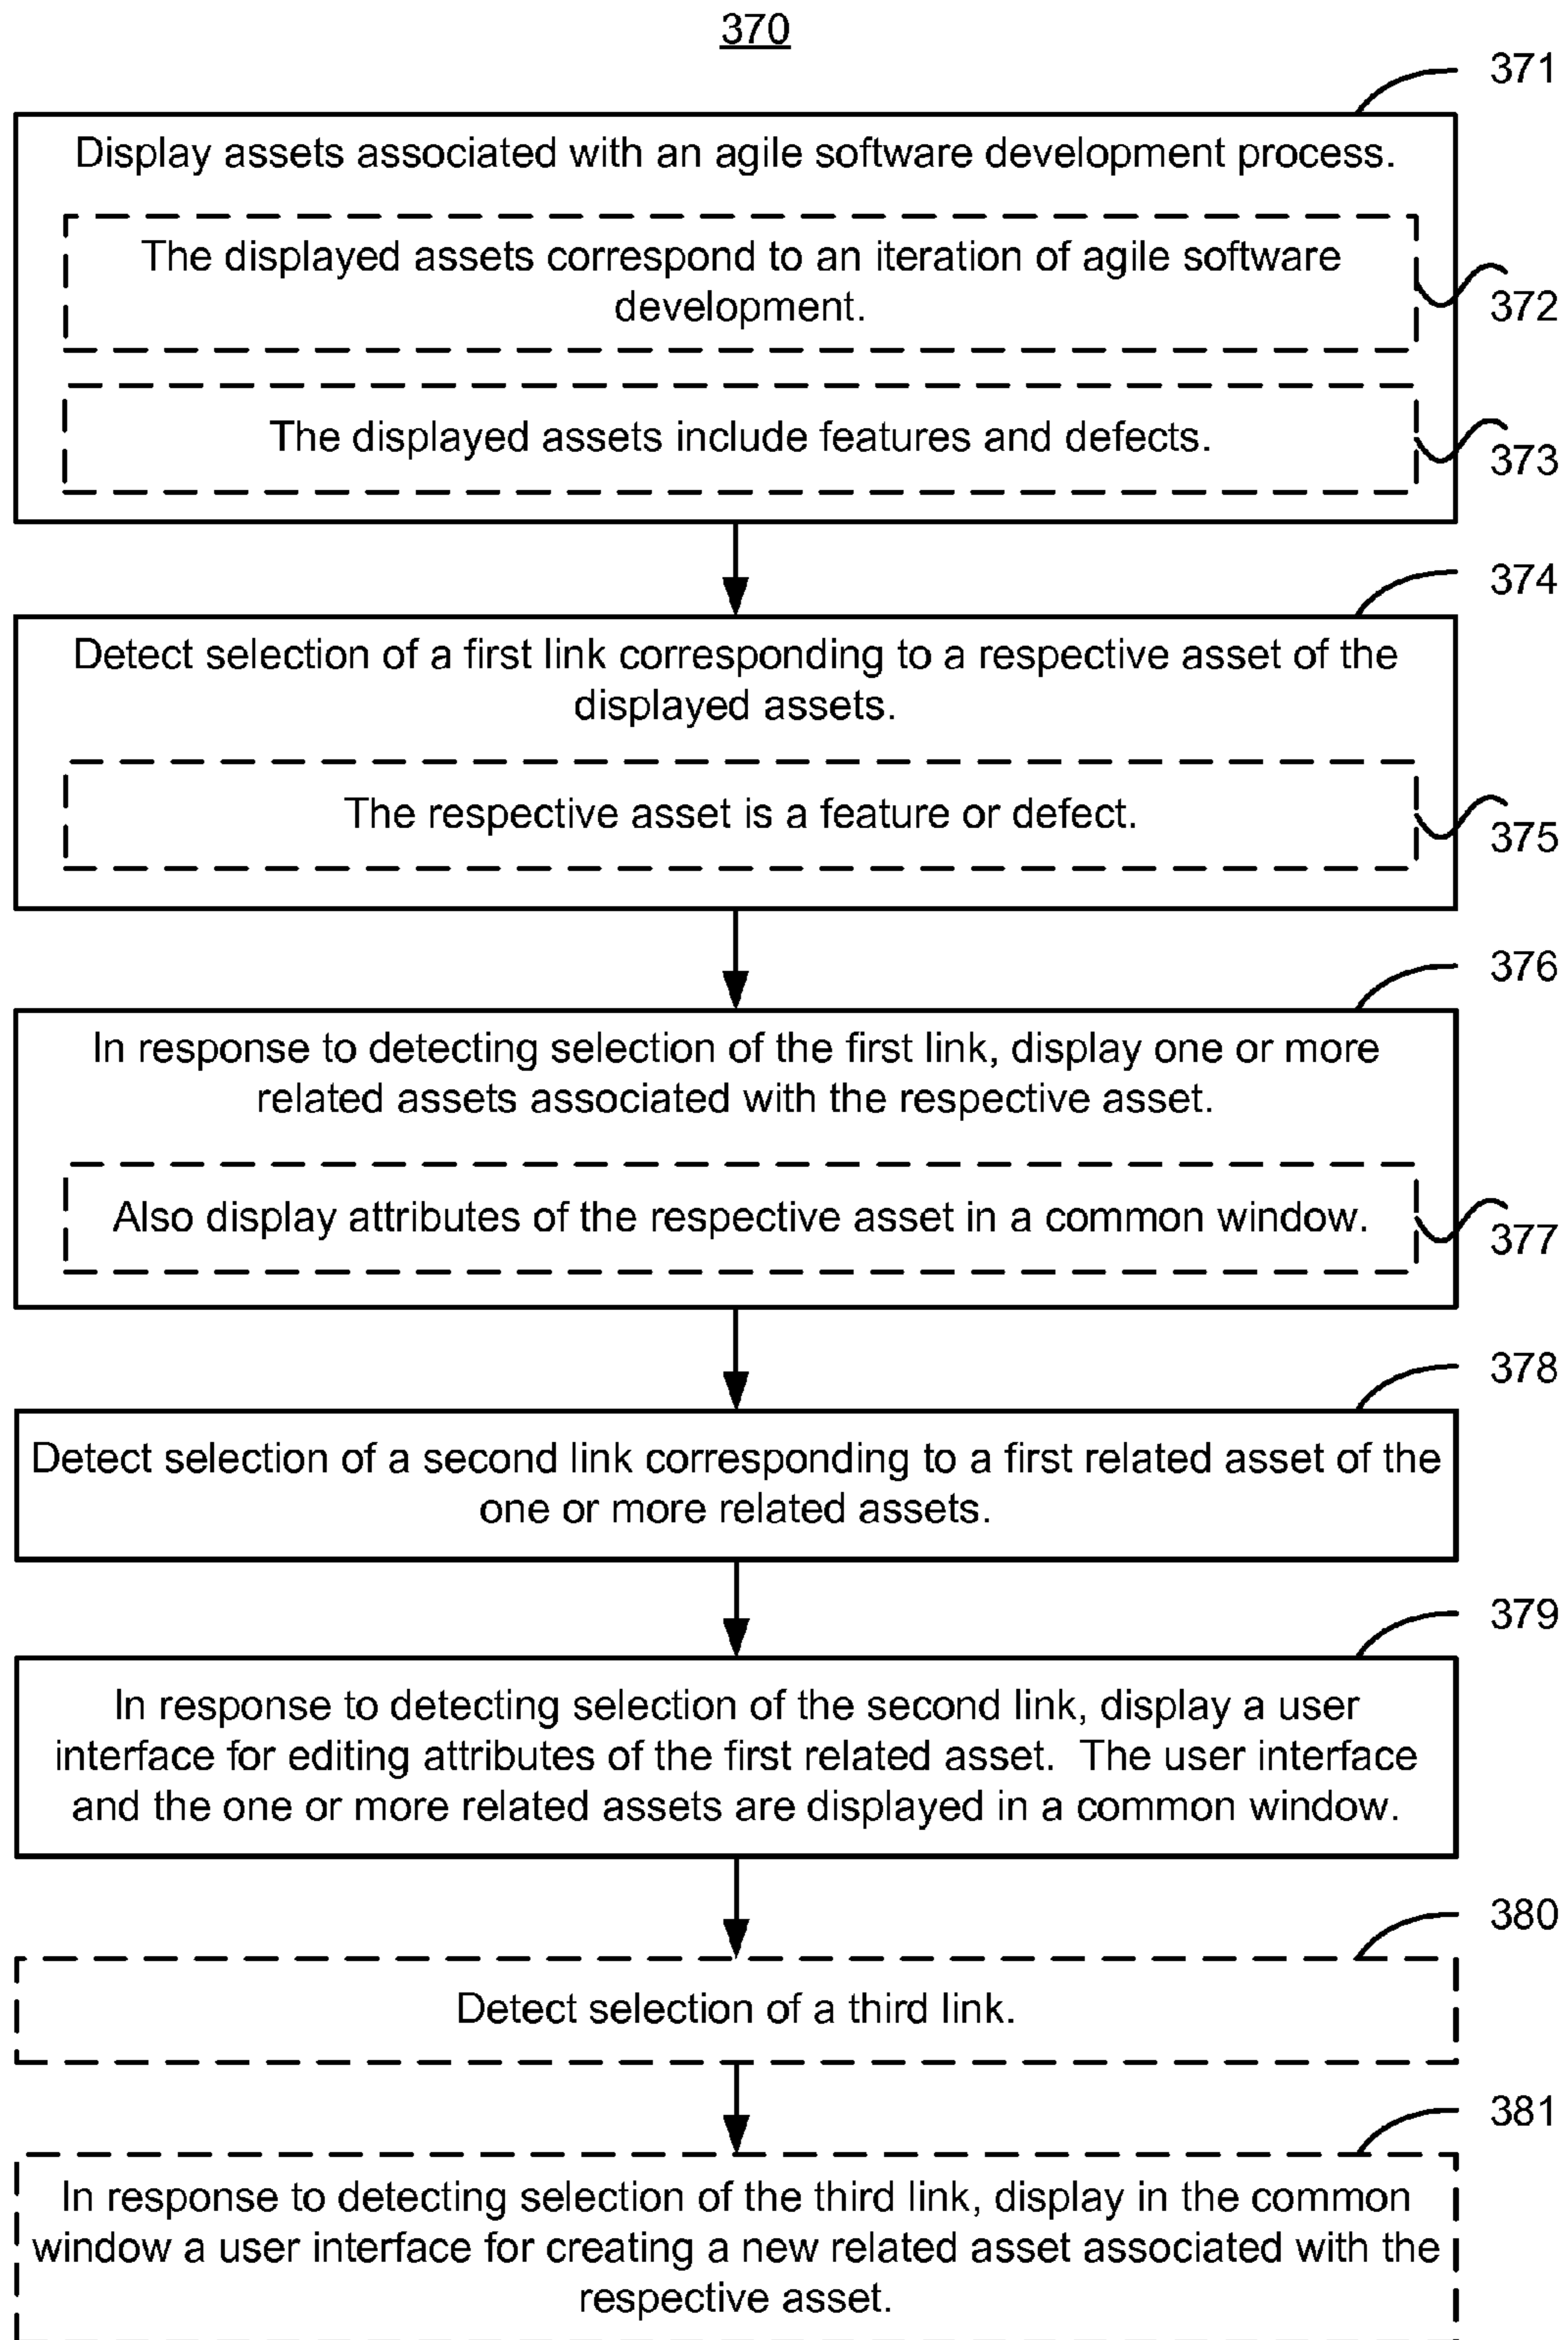 370
371
Display assets associated with an agile software development process.
The displayed assets correspond to an iteration of agile software
development.
372
The displayed assets include features and defects.
373
374
Detect selection of a first link corresponding to a respective asset of the
displayed assets.
The respective asset is a feature or defect.
375
376
In response to detecting selection of the first link, display one or more
related assets associated with the respective asset.
Also display attributes of the respective asset in a common window.
377
378
Detect selection of a second link corresponding to a first related asset of the
one or more related assets.
379
In response to detecting selection of the second link, display a user
interface for editing attributes of the first related asset. The user interface
and the one or more related assets are displayed in a common window.
380
Detect selection of a third link.
381
In response to detecting selection of the third link, display in the common
window a user interface for creating a new related asset associated with the
respective asset.